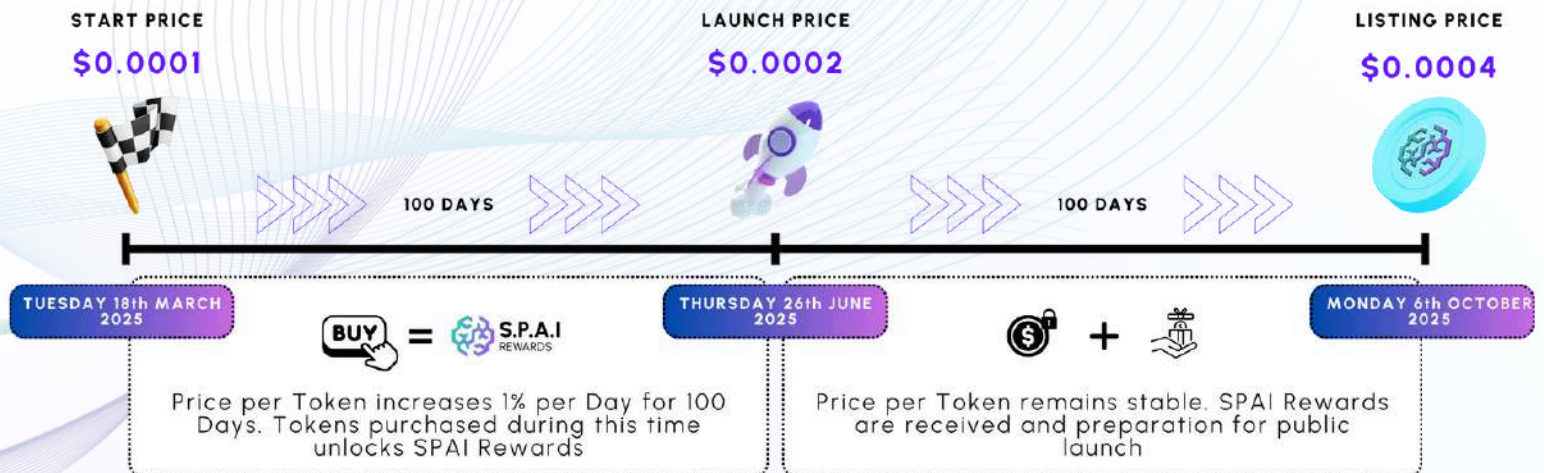 START PRICE
$0.0001
LAUNCH PRICE
$0.0002
LISTING PRICE
$0.0004
100 DAYS
100 DAYS
TUESDAY 18th MARCH
2025
THURSDAY 26th JUNE
2025
MONDAY 6th OCTOBER
2025
BUY
=
S.P.A.I
REWARDS
$
+
Price per Token increases 1% per Day for 100
Days. Tokens purchased during this time
unlocks SPAI Rewards
Price per Token remains stable. SPAI Rewards
are received and preparation for public
launch